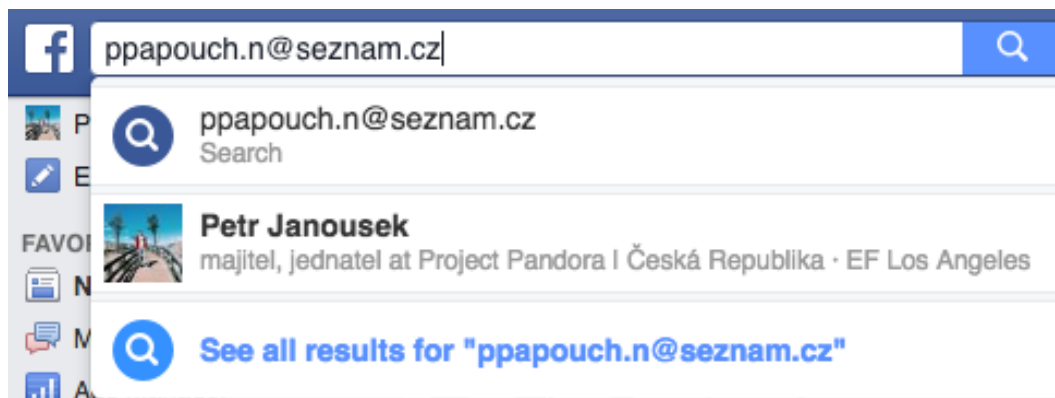 f
ppapouch.n@seznam.cz
P
ppapouch.n@seznam.cz
Search
E
Petr Janousek
majitel, jednatel at Project Pandora l Česká Republika · EF Los Angeles
FAVO
N
M
See all results for "ppapouch.n@seznam.cz"
A